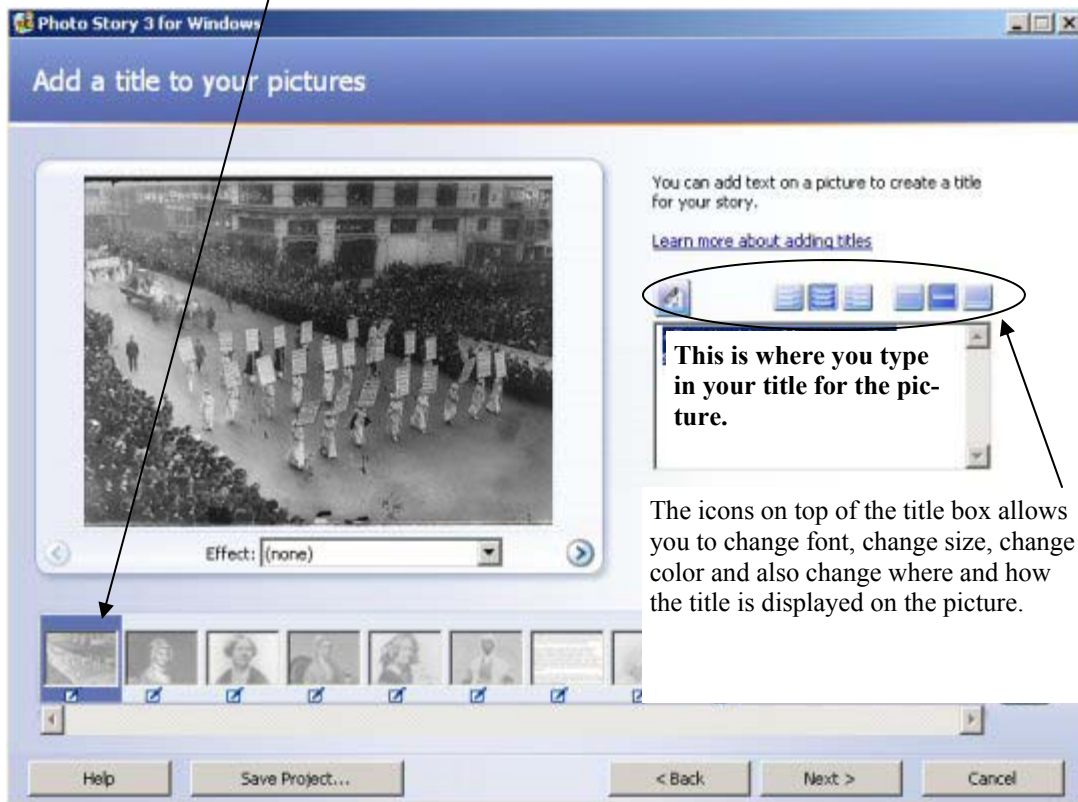 Photo Story 3 for Windows
Add a title to your pictures
You can add text on a picture to create a title
for your story.
Learn more about adding titles
This is where you type
in your title for the pic-
ture.
The icons on top of the title box allows
you to change font, change size, change
color and also change where and how
the title is displayed on the picture.
Effect: (none)
Help
Save Project...
< Back
Next >
Cancel